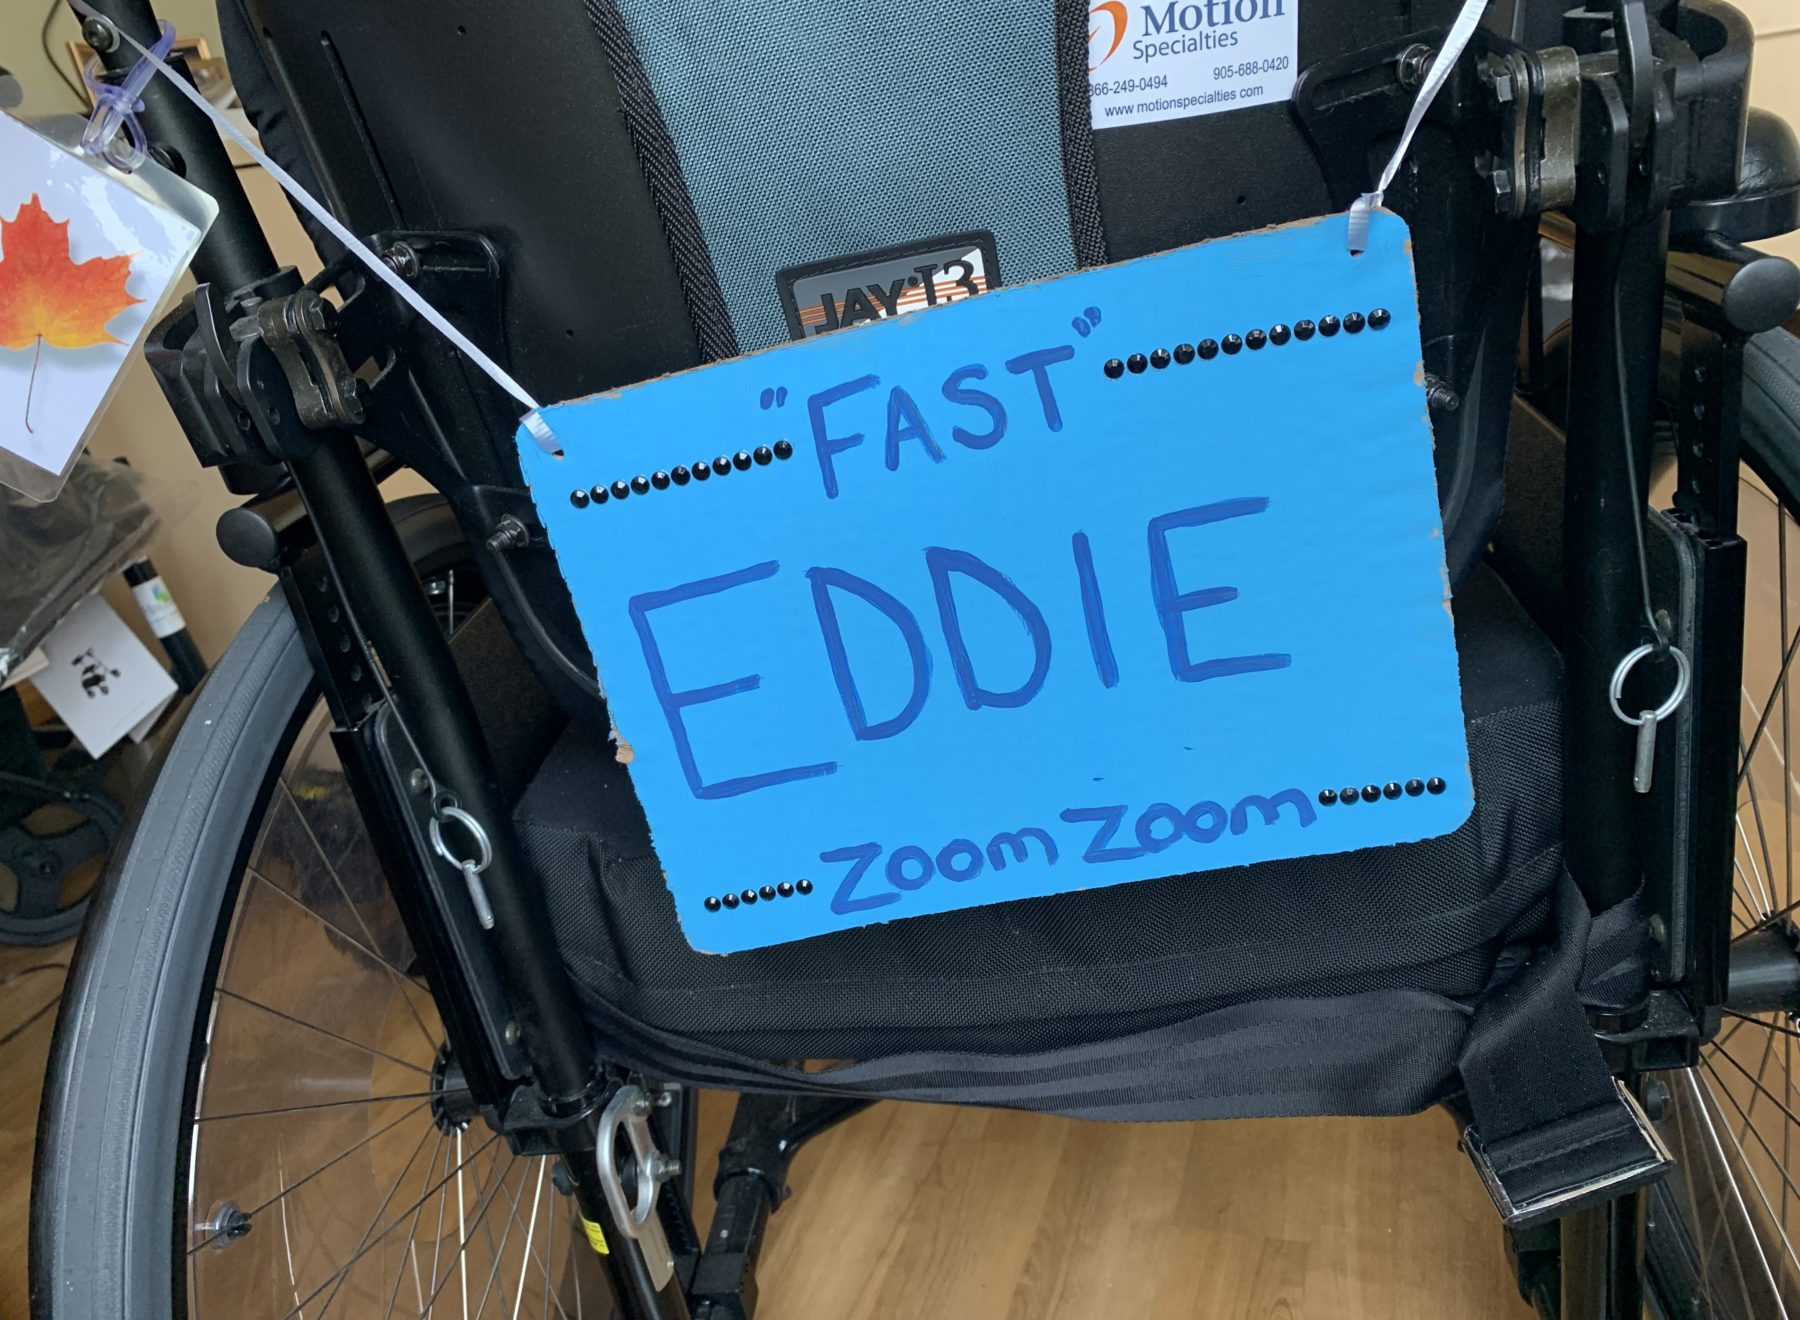 Motion
Specialties
866-249-0494 905-688-0420
www.motionspecialties.com
JAY·J3
"FAST"
EDDIE
Zoom Zoom